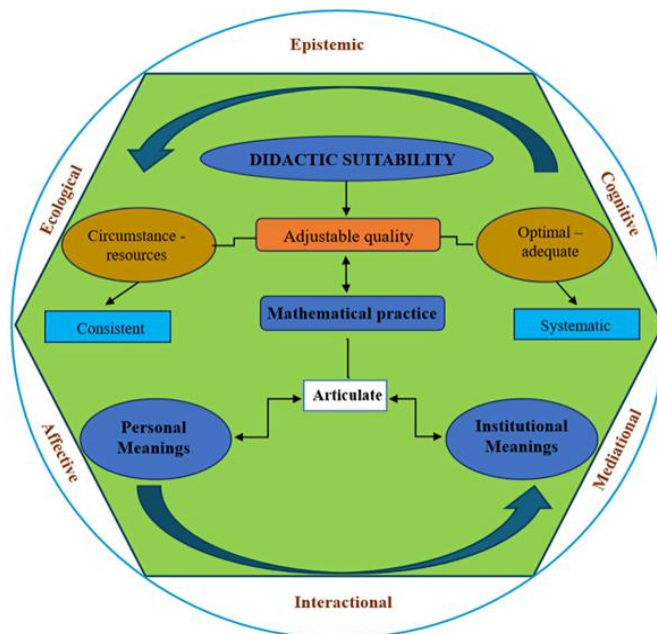 Epistemic
DIDACTIC SUITABILITY
Ecological
Cognitive
Circumstance -
resources
Adjustable quality
Optimal –
adequate
Consistent
Mathematical practice
Systematic
Articulate
Personal
Meanings
Institutional
Meanings
Affective
Mediational
Interactional